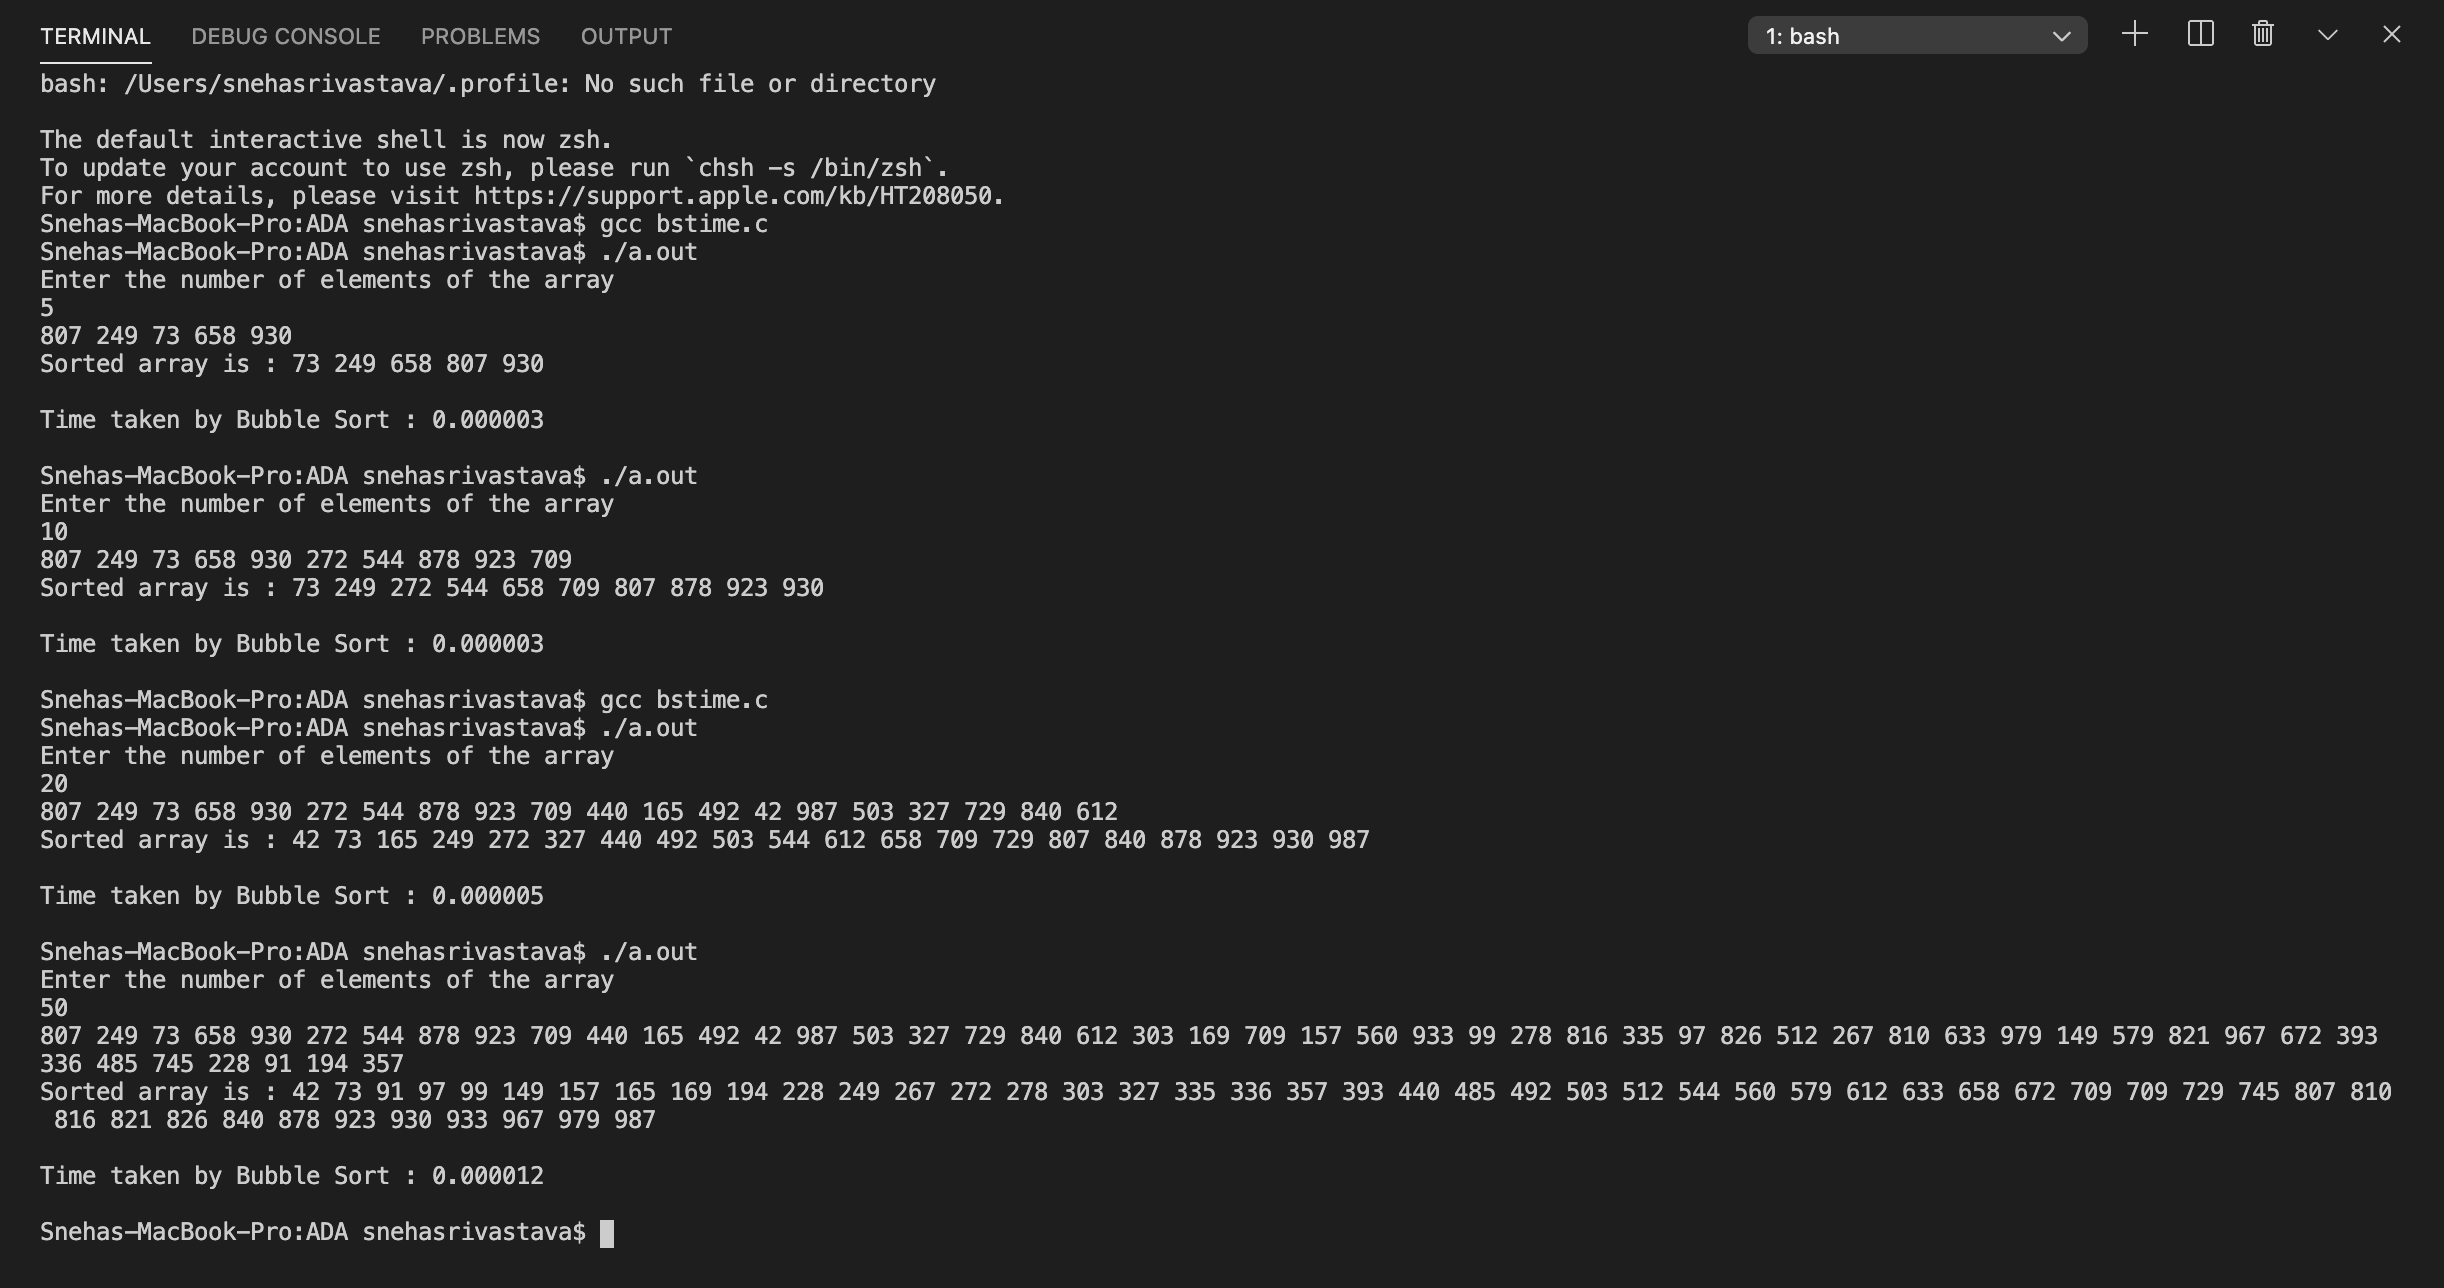 TERMINAL DEBUG CONSOLE PROBLEMS OUTPUT 1: bash
bash: /Users/snehasrivastava/.profile: No such file or directory
The default interactive shell is now zsh.
To update your account to use zsh, please run `chsh -s /bin/zsh`.
For more details, please visit https://support.apple.com/kb/HT208050.
Snehas-MacBook-Pro:ADA snehasrivastava$ gcc bstime.c
Snehas-MacBook-Pro:ADA snehasrivastava$ ./a.out
Enter the number of elements of the array
5
807 249 73 658 930
Sorted array is : 73 249 658 807 930
Time taken by Bubble Sort : 0.000003
Snehas-MacBook-Pro:ADA snehasrivastava$ ./a.out
Enter the number of elements of the array
10
807 249 73 658 930 272 544 878 923 709
Sorted array is : 73 249 272 544 658 709 807 878 923 930
Time taken by Bubble Sort : 0.000003
Snehas-MacBook-Pro:ADA snehasrivastava$ gcc bstime.c
Snehas-MacBook-Pro:ADA snehasrivastava$ ./a.out
Enter the number of elements of the array
20
807 249 73 658 930 272 544 878 923 709 440 165 492 42 987 503 327 729 840 612
Sorted array is : 42 73 165 249 272 327 440 492 503 544 612 658 709 729 807 840 878 923 930 987
Time taken by Bubble Sort : 0.000005
Snehas-MacBook-Pro:ADA snehasrivastava$ ./a.out
Enter the number of elements of the array
50
807 249 73 658 930 272 544 878 923 709 440 165 492 42 987 503 327 729 840 612 303 169 709 157 560 933 99 278 816 335 97 826 512 267 810 633 979 149 579 821 967 672 393
336 485 745 228 91 194 357
Sorted array is : 42 73 91 97 99 149 157 165 169 194 228 249 267 272 278 303 327 335 336 357 393 440 485 492 503 512 544 560 579 612 633 658 672 709 709 729 745 807 810
816 821 826 840 878 923 930 933 967 979 987
Time taken by Bubble Sort : 0.000012
Snehas-MacBook-Pro:ADA snehasrivastava$